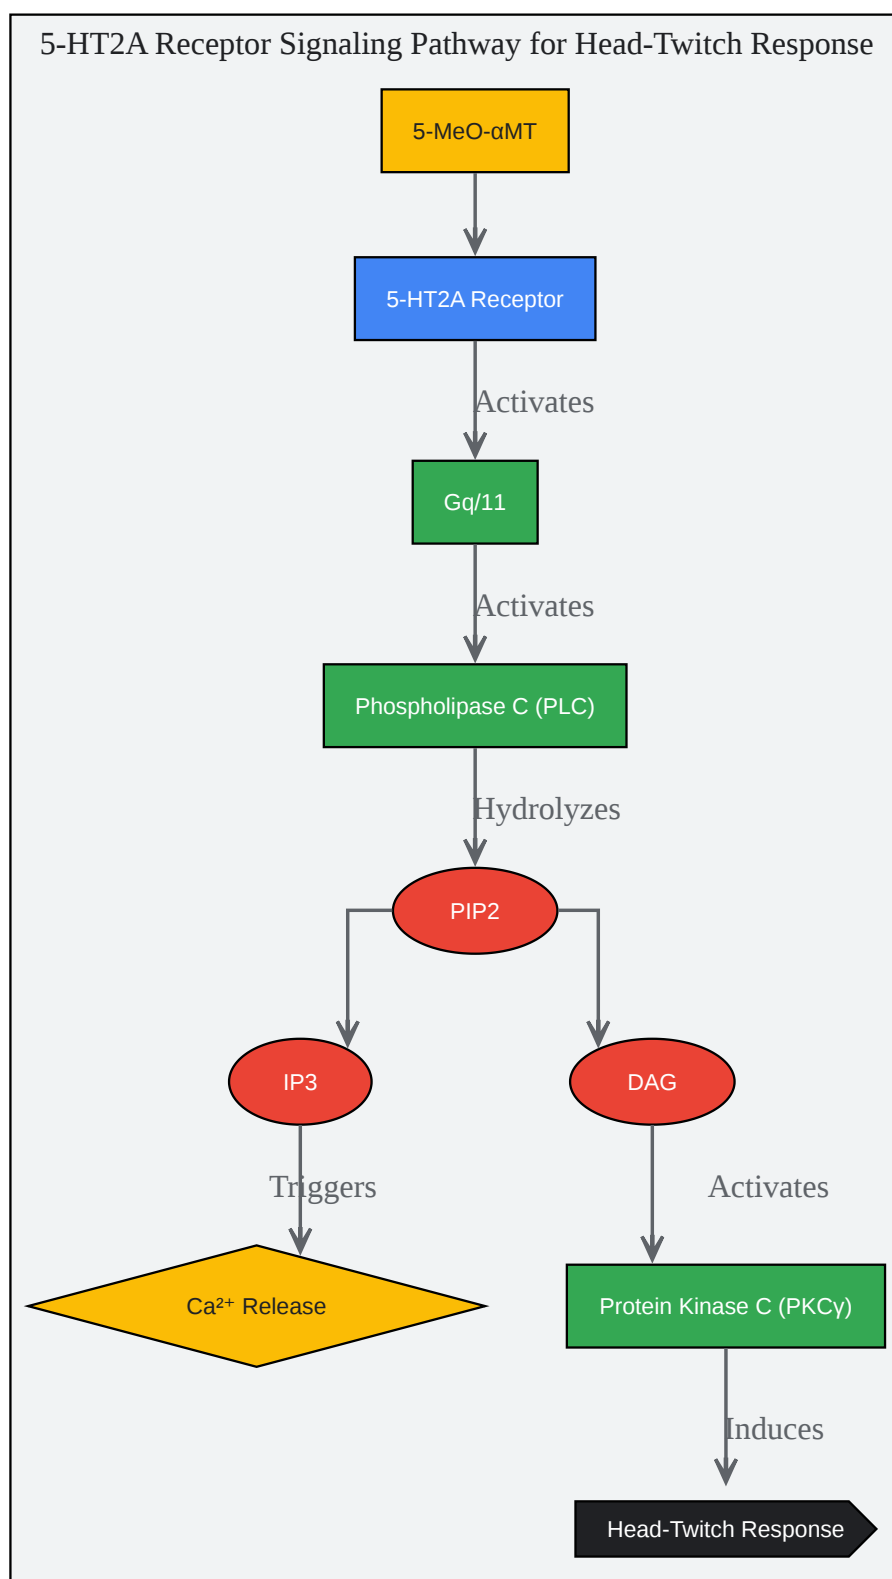 5-HT2A Receptor Signaling Pathway for Head-Twitch Response
5-MeO-αMT
5-HT2A Receptor
Activates
Gq/11
Activates
Phospholipase C (PLC)
Hydrolyzes
PIP2
IP3
DAG
Triggers
Activates
Ca²⁺ Release
Protein Kinase C (PKCγ)
Induces
Head-Twitch Response